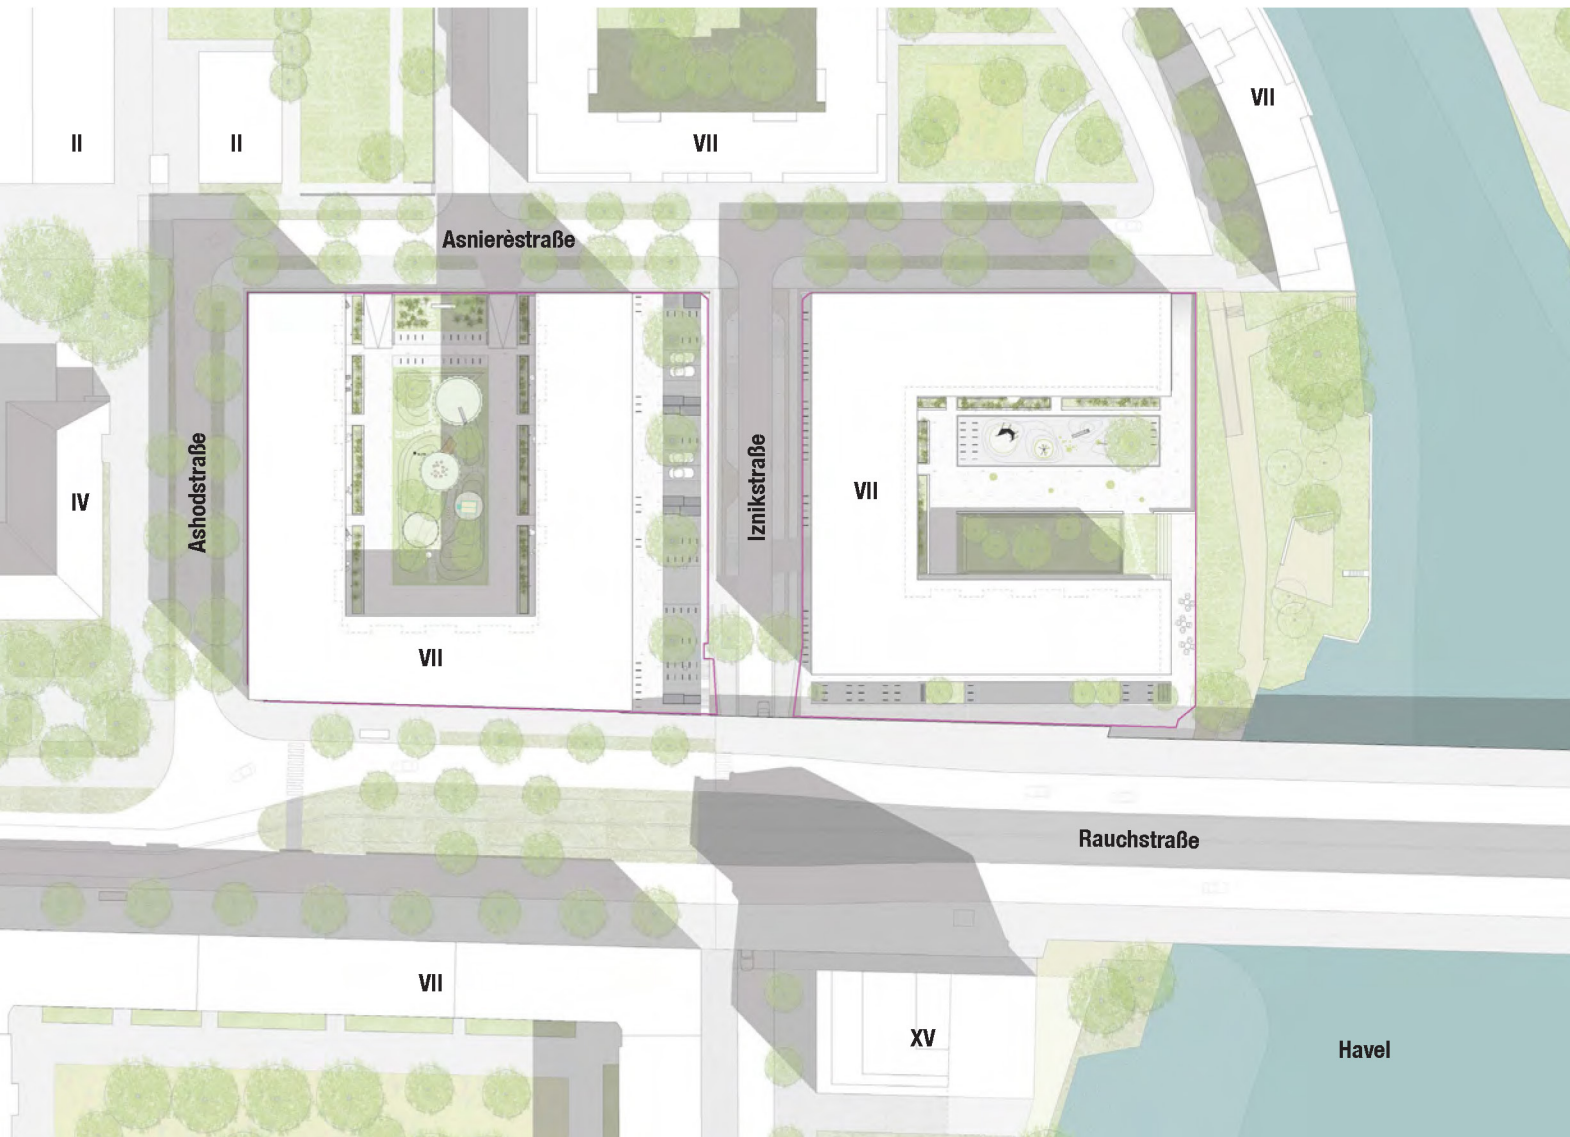 VII
II
II
VII
Asnierèstraße
Ashodstraße
IV
Iznikstraße
VII
VII
Rauchstraße
VII
XV
Havel